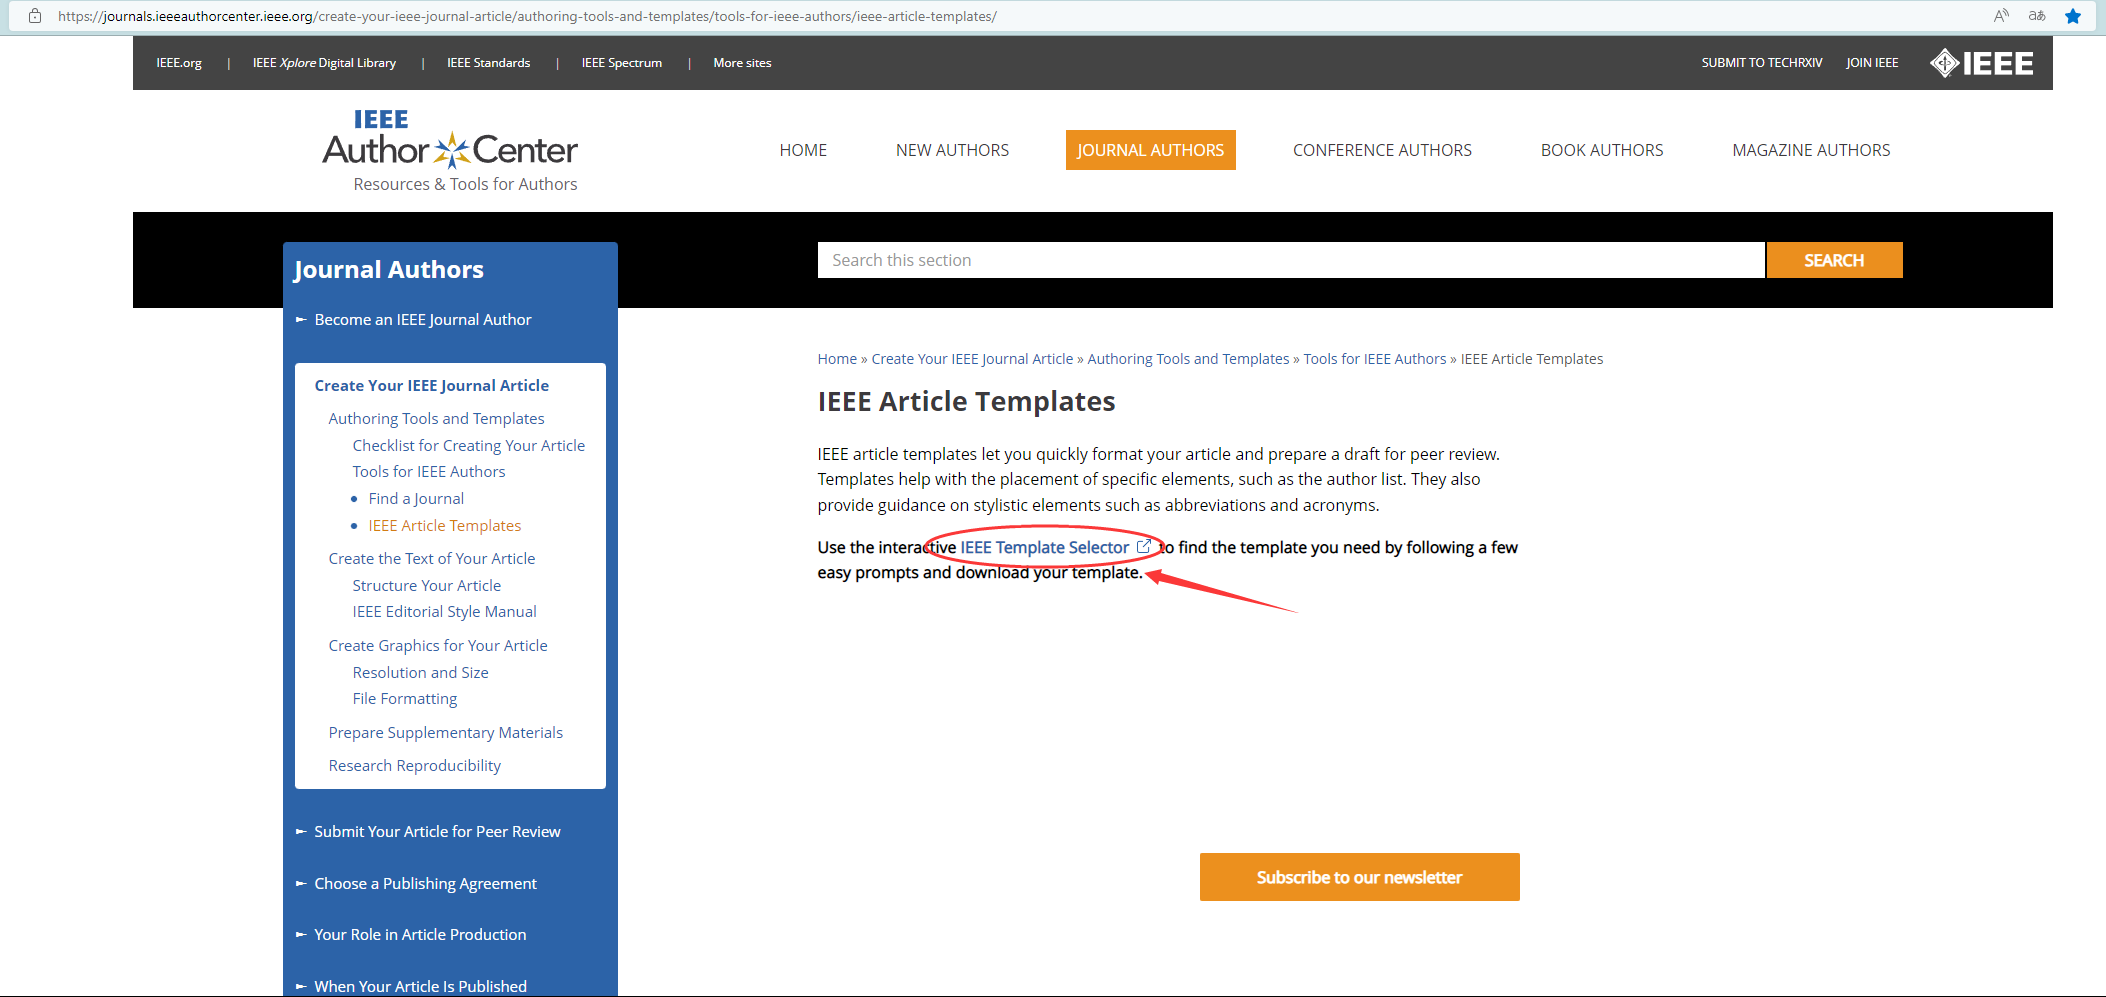 https://journals.ieeeauthorcenter.ieee.org/create-your-ieee-journal-article/authoring-tools-and-templates/tools-for-ieee-authors/ieee-article-templates/
IEEE.org | IEEE Xplore Digital Library | IEEE Standards | IEEE Spectrum | More sites
SUBMIT TO TECHRXIV JOIN IEEE IEEE
IEEE
Author Center
Resources & Tools for Authors
HOME NEW AUTHORS JOURNAL AUTHORS CONFERENCE AUTHORS BOOK AUTHORS MAGAZINE AUTHORS
Search this section SEARCH
Journal Authors
Become an IEEE Journal Author
Create Your IEEE Journal Article
Authoring Tools and Templates
Checklist for Creating Your Article
Tools for IEEE Authors
• Find a Journal
• IEEE Article Templates
Create the Text of Your Article
Structure Your Article
IEEE Editorial Style Manual
Create Graphics for Your Article
Resolution and Size
File Formatting
Prepare Supplementary Materials
Research Reproducibility
Submit Your Article for Peer Review
Choose a Publishing Agreement
Your Role in Article Production
When Your Article Is Published
Home » Create Your IEEE Journal Article » Authoring Tools and Templates » Tools for IEEE Authors » IEEE Article Templates
IEEE Article Templates
IEEE article templates let you quickly format your article and prepare a draft for peer review.
Templates help with the placement of specific elements, such as the author list. They also
provide guidance on stylistic elements such as abbreviations and acronyms.
Use the interactive IEEE Template Selector to find the template you need by following a few
easy prompts and download your template.
Subscribe to our newsletter